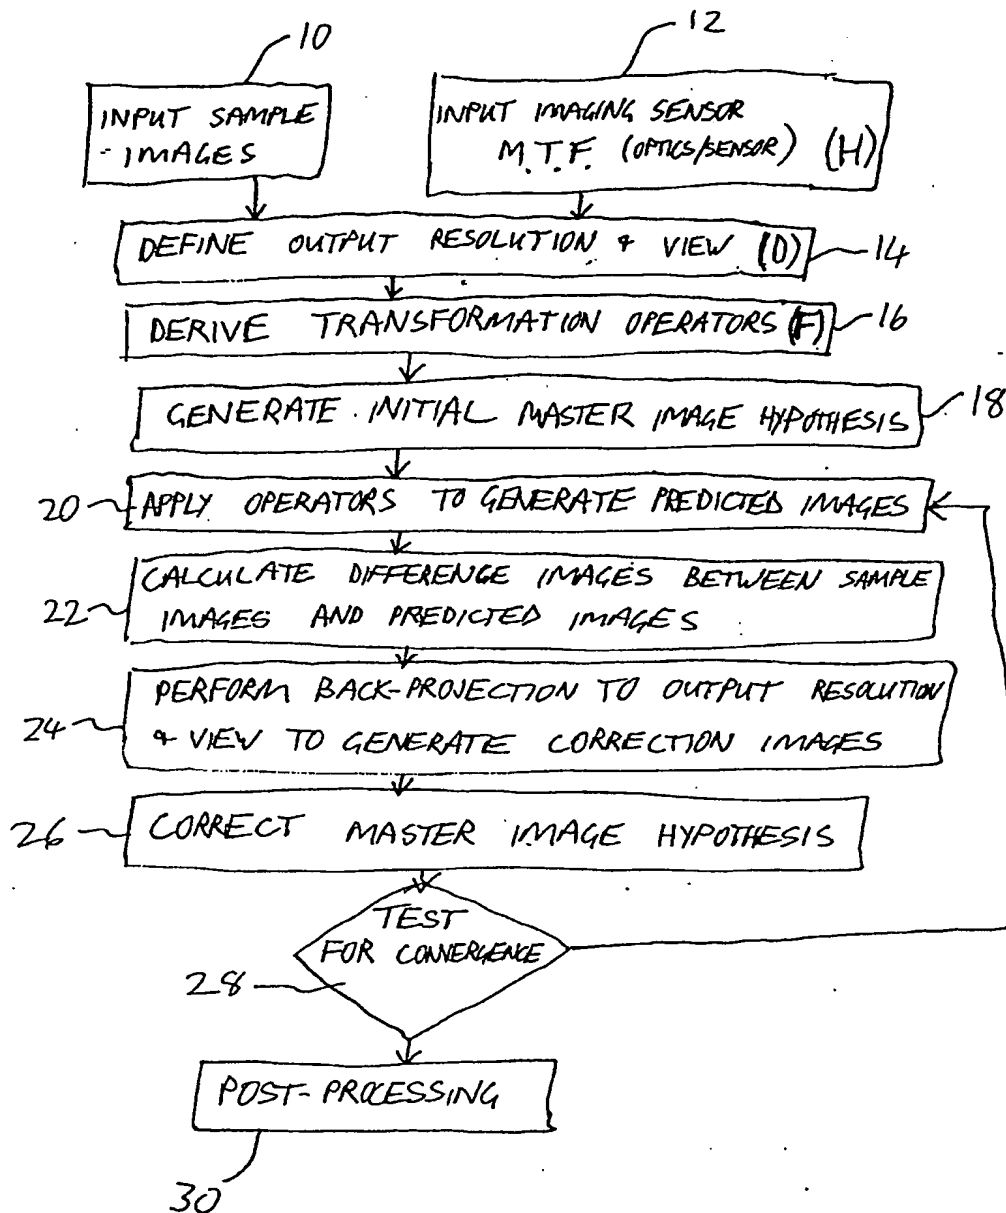 10
12
INPUT SAMPLE
IMAGES
INPUT IMAGING SENSOR
M.T.F. (OPTICS/SENSOR) (H)
DEFINE OUTPUT RESOLUTION & VIEW (D)
14
DERIVE TRANSFORMATION OPERATORS (F)
16
GENERATE INITIAL MASTER IMAGE HYPOTHESIS
18
20
APPLY OPERATORS TO GENERATE PREDICTED IMAGES
CALCULATE DIFFERENCE IMAGES BETWEEN SAMPLE
22
IMAGES AND PREDICTED IMAGES
PERFORM BACK-PROJECTION TO OUTPUT RESOLUTION
24
& VIEW TO GENERATE CORRECTION IMAGES
26
CORRECT MASTER IMAGE HYPOTHESIS
TEST
FOR CONVERGENCE
28
POST-PROCESSING
30